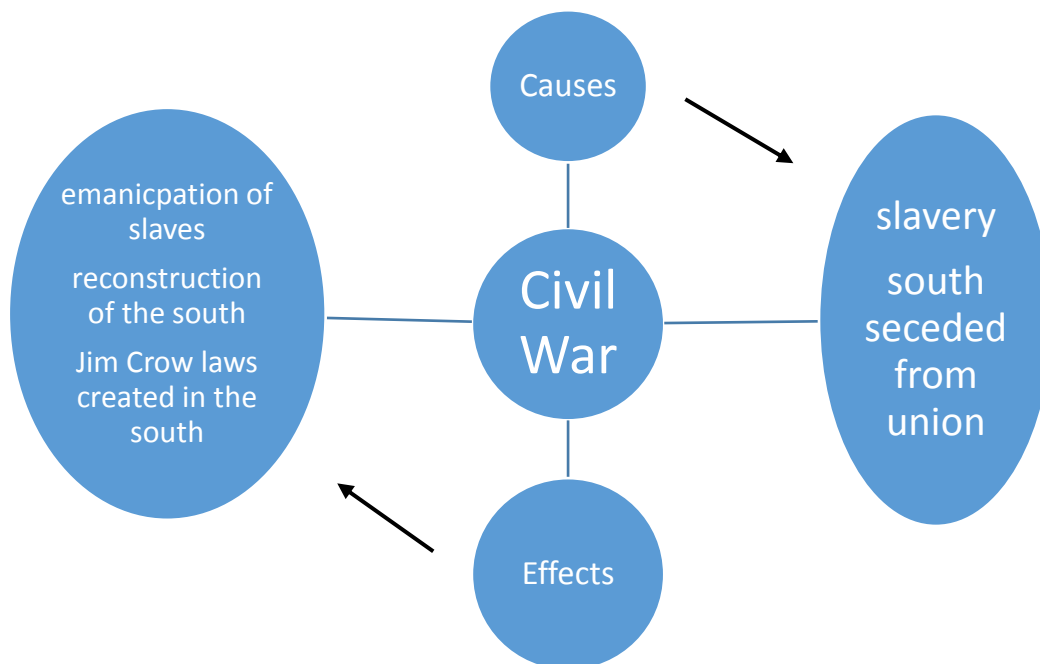 Causes
emanicpation of
slaves
reconstruction
of the south
Jim Crow laws
created in the
south
Civil
War
slavery
south
seceded
from
union
Effects